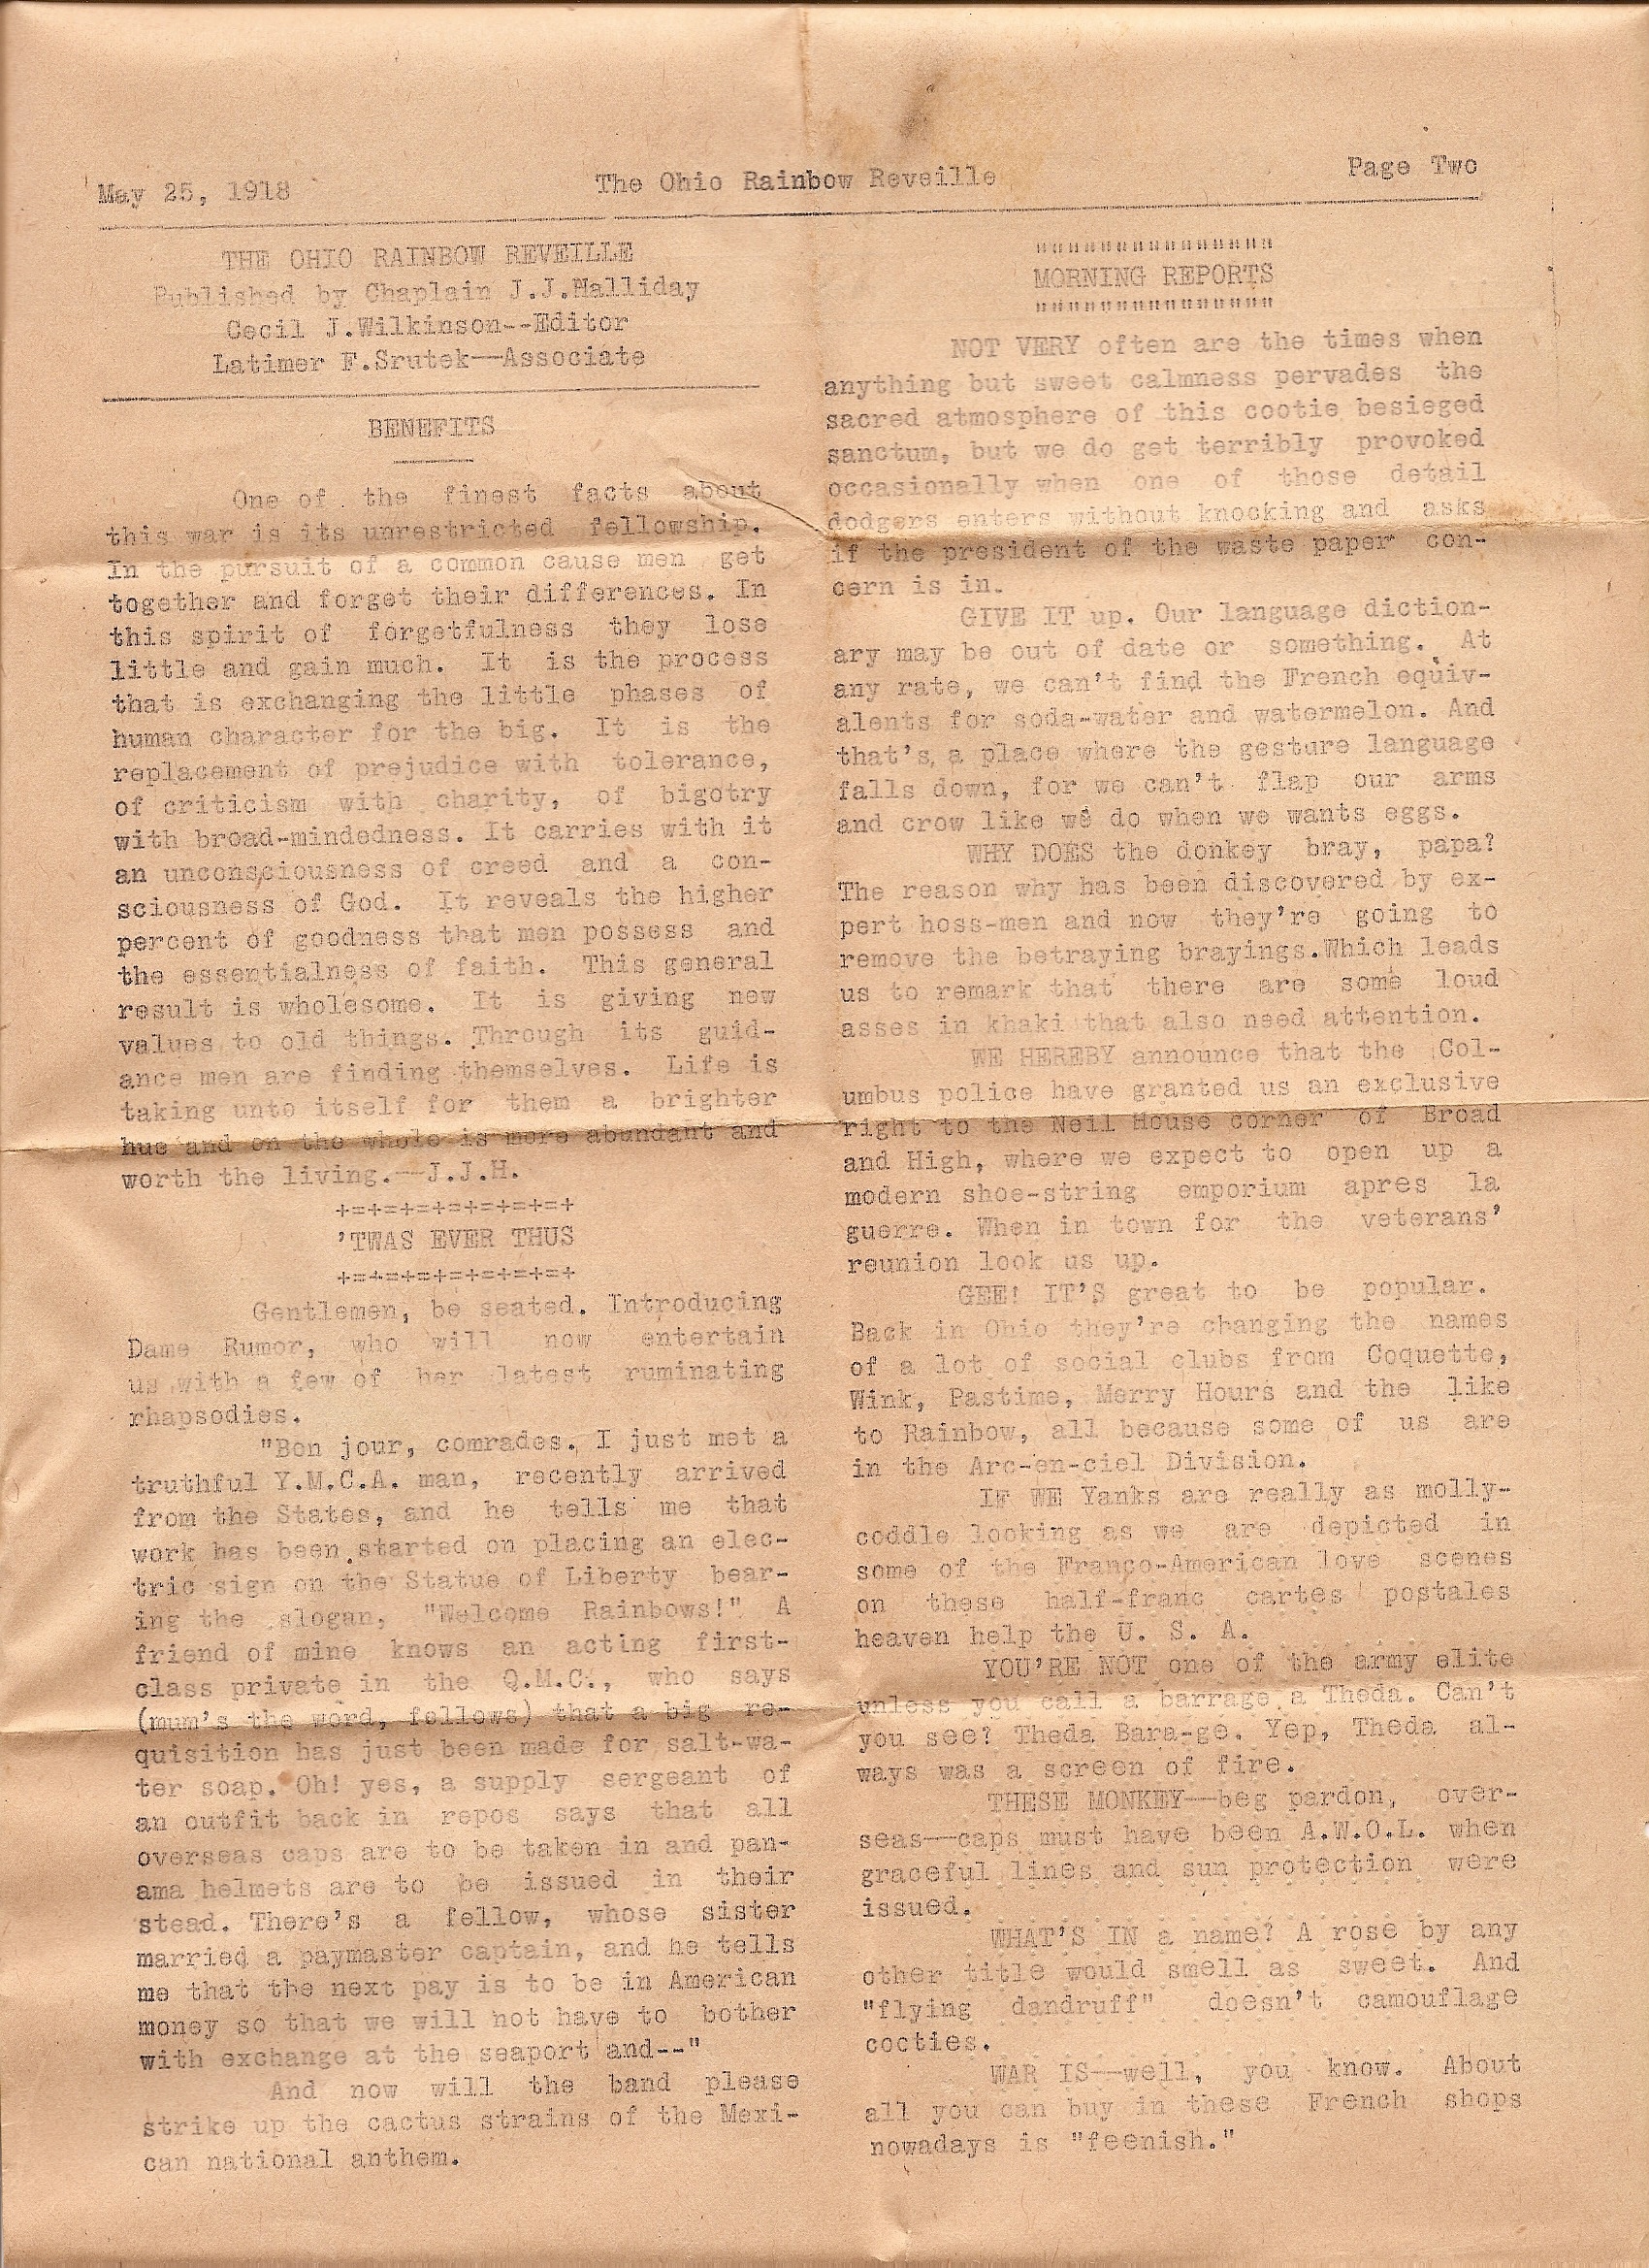 May 25, 1918
The Ohio Rainbow Reveille
Page Two
THE OHIO RAINBOW REVEILLE
Published by Chaplain J.J.Halliday
Cecil J.Wilkinson--Editor
Latimer F.Srutek--Associate
BENEFITS
One of the finest facts about
this war is its unrestricted fellowship.
In the pursuit of a common cause men get
together and forget their differences. In
this spirit of forgetfulness they lose
little and gain much. It is the process
that is exchanging the little phases of
human character for the big. It is the
replacement of prejudice with tolerance,
of criticism with charity, of bigotry
with broad-mindedness. It carries with it
an unconsciousness of creed and a con-
sciousness of God. It reveals the higher
percent of goodness that men possess and
the essentialness of faith. This general
result is wholesome. It is giving new
values to old things. Through its guid-
ance men are finding themselves. Life is
taking unto itself for them a brighter
hue and on the whole is more abundant and
worth the living.--J.J.H.
+=+=+=+=+=+=+=+
'TWAS EVER THUS
+=+=+=+=+=+=+=+
Gentlemen, be seated. Introducing
Dame Rumor, who will now entertain
us with a few of her latest ruminating
rhapsodies.
"Bon jour, comrades. I just met a
truthful Y.M.C.A. man, recently arrived
from the States, and he tells me that
work has been started on placing an elec-
tric sign on the Statue of Liberty bear-
ing the slogan, "Welcome Rainbows!" A
friend of mine knows an acting first-
class private in the Q.M.C., who says
(mum's the word, fellows) that a big re-
quisition has just been made for salt-wa-
ter soap. Oh! yes, a supply sergeant of
an outfit back in repos says that all
overseas caps are to be taken in and pan-
ama helmets are to be issued in their
stead. There's a fellow, whose sister
married a paymaster captain, and he tells
me that the next pay is to be in American
money so that we will not have to bother
with exchange at the seaport and--"
And now will the band please
strike up the cactus strains of the Mexi-
can national anthem.
"""""""""""""""
MORNING REPORTS
"""""""""""""""
NOT VERY often are the times when
anything but sweet calmness pervades the
sacred atmosphere of this cootie besieged
sanctum, but we do get terribly provoked
occasionally when one of those detail
dodgers enters without knocking and asks
if the president of the waste paper con-
cern is in.
GIVE IT up. Our language diction-
ary may be out of date or something. At
any rate, we can't find the French equiv-
alents for soda-water and watermelon. And
that's a place where the gesture language
falls down, for we can't flap our arms
and crow like we do when we wants eggs.
WHY DOES the donkey bray, papa?
The reason why has been discovered by ex-
pert hoss-men and now they're going to
remove the betraying brayings.Which leads
us to remark that there are some loud
asses in khaki that also need attention.
WE HEREBY announce that the Col-
umbus police have granted us an exclusive
right to the Neil House corner of Broad
and High, where we expect to open up a
modern shoe-string emporium apres la
guerre. When in town for the veterans'
reunion look us up.
GEE! IT'S great to be popular.
Back in Ohio they're changing the names
of a lot of social clubs from Coquette,
Wink, Pastime, Merry Hours and the like
to Rainbow, all because some of us are
in the Arc-en-ciel Division.
IF WE Yanks are really as molly-
coddle looking as we are depicted in
some of the Franco-American love scenes
on these half-franc cartes postales
heaven help the U. S. A.
YOU'RE NOT one of the army elite
unless you call a barrage a Theda. Can't
you see? Theda Bara-ge. Yep, Theda al-
ways was a screen of fire.
THESE MONKEY--beg pardon, over-
seas--caps must have been A.W.O.L. when
graceful lines and sun protection were
issued.
WHAT'S IN a name? A rose by any
other title would smell as sweet. And
"flying dandruff" doesn't camouflage
cocties.
WAR IS--well, you know. About
all you can buy in these French shops
nowadays is "feenish."